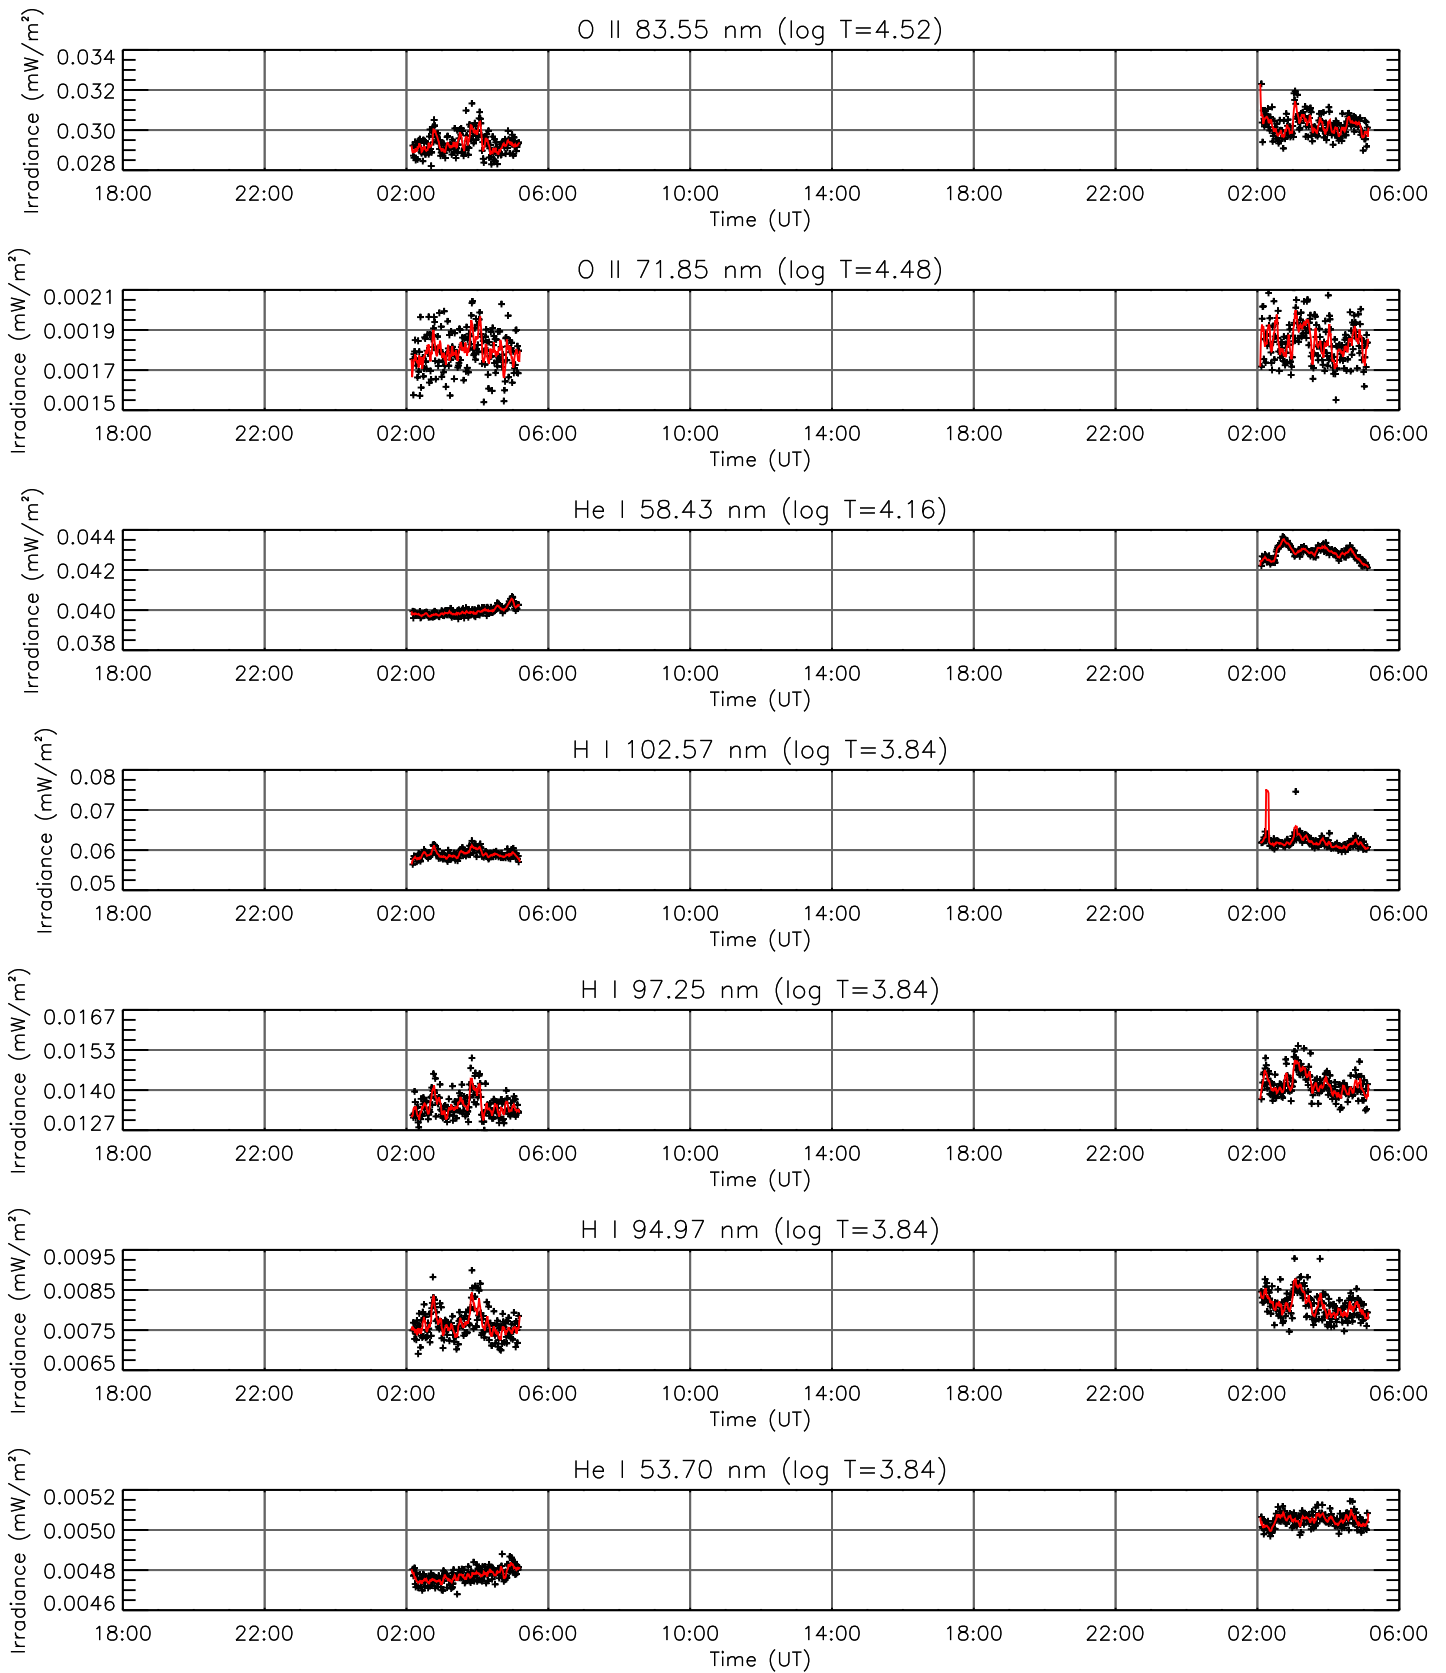 O II 83.55 nm (log T=4.52)
Irradiance (mW/m²)
0.034
0.032
0.030
0.028
18:00 22:00 02:00 06:00 10:00 14:00 18:00 22:00 02:00 06:00
Time (UT)
O II 71.85 nm (log T=4.48)
Irradiance (mW/m²)
0.0021
0.0019
0.0017
0.0015
18:00 22:00 02:00 06:00 10:00 14:00 18:00 22:00 02:00 06:00
Time (UT)
He I 58.43 nm (log T=4.16)
Irradiance (mW/m²)
0.044
0.042
0.040
0.038
18:00 22:00 02:00 06:00 10:00 14:00 18:00 22:00 02:00 06:00
Time (UT)
H I 102.57 nm (log T=3.84)
Irradiance (mW/m²)
0.08
0.07
0.06
0.05
18:00 22:00 02:00 06:00 10:00 14:00 18:00 22:00 02:00 06:00
Time (UT)
H I 97.25 nm (log T=3.84)
Irradiance (mW/m²)
0.0167
0.0153
0.0140
0.0127
18:00 22:00 02:00 06:00 10:00 14:00 18:00 22:00 02:00 06:00
Time (UT)
H I 94.97 nm (log T=3.84)
Irradiance (mW/m²)
0.0095
0.0085
0.0075
0.0065
18:00 22:00 02:00 06:00 10:00 14:00 18:00 22:00 02:00 06:00
Time (UT)
He I 53.70 nm (log T=3.84)
Irradiance (mW/m²)
0.0052
0.0050
0.0048
0.0046
18:00 22:00 02:00 06:00 10:00 14:00 18:00 22:00 02:00 06:00
Time (UT)